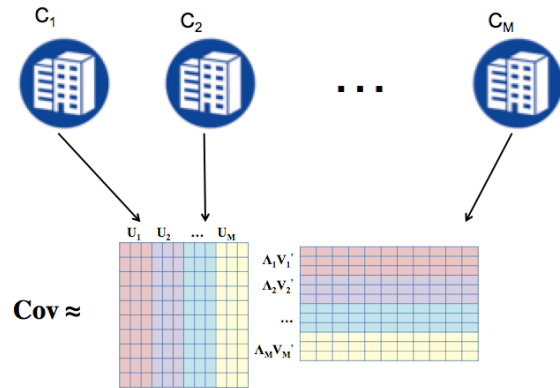 C1
C2
...
CM
U1 U2 ... UM
Cov ≈
Λ1V1'
Λ2V2'
...
ΛMVM'